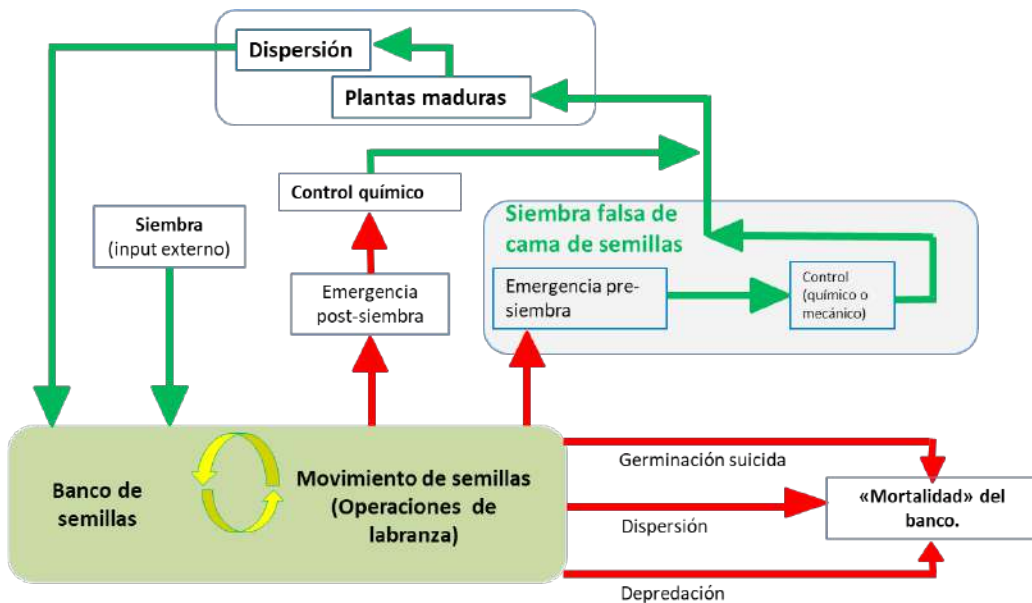 Dispersión
Plantas maduras
Control químico
Siembra
(input externo)
Siembra falsa de
cama de semillas
Emergencia
post-siembra
Emergencia pre-
siembra
Control
(químico o
mecánico)
Banco de
semillas
Movimiento de semillas
(Operaciones de
labranza)
Germinación suicida
Dispersión
Depredación
«Mortalidad» del
banco.